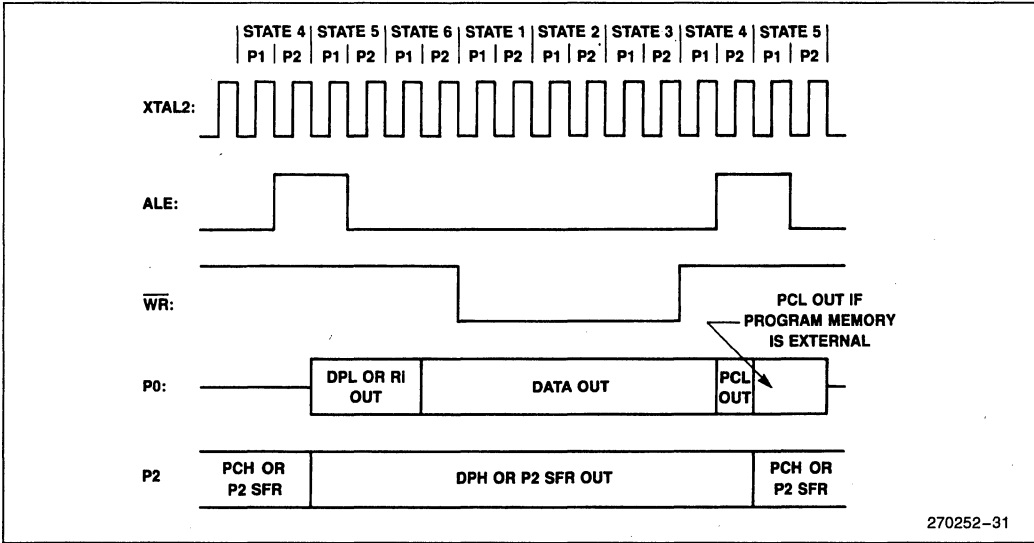 STATE 4 STATE 5 STATE 6 STATE 1 STATE 2 STATE 3 STATE 4 STATE 5
P1 P2 P1 P2 P1 P2 P1 P2 P1 P2 P1 P2 P1 P2 P1 P2
XTAL2:
ALE:
WR:
PCL OUT IF
PROGRAM MEMORY
IS EXTERNAL
P0:
DPL OR RI
OUT
DATA OUT
PCL
OUT
P2
PCH OR
P2 SFR
DPH OR P2 SFR OUT
PCH OR
P2 SFR
270252–31